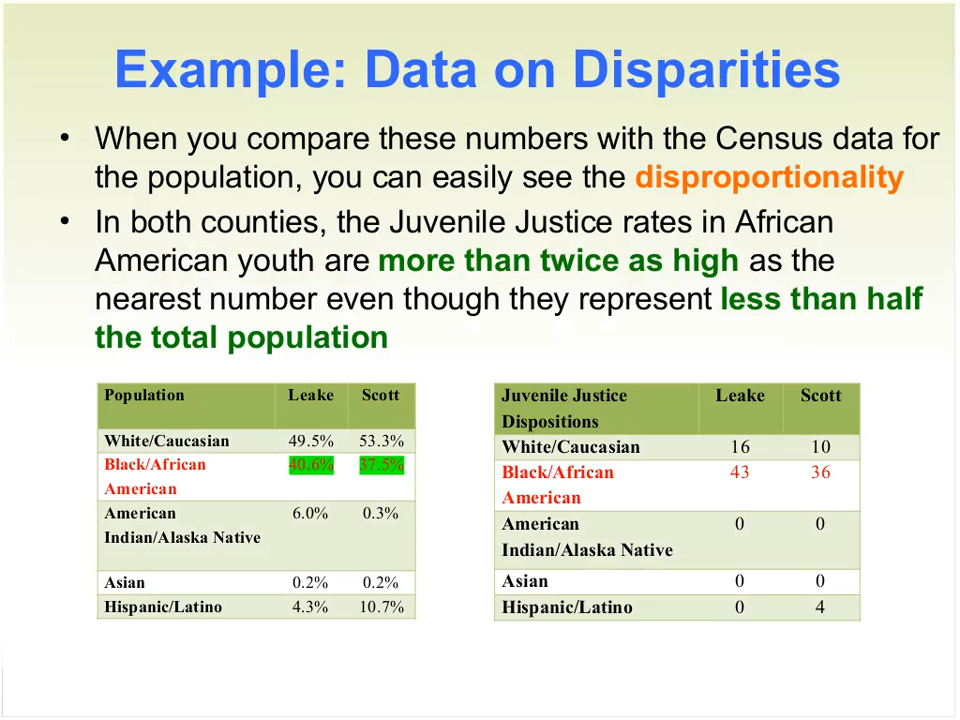 Example: Data on Disparities
• When you compare these numbers with the Census data for
the population, you can easily see the disproportionality
• In both counties, the Juvenile Justice rates in African
American youth are more than twice as high as the
nearest number even though they represent less than half
the total population
Population Leake Scott
White/Caucasian 49.5% 53.3%
Black/African 40.6% 37.5%
American
American 6.0% 0.3%
Indian/Alaska Native
Asian 0.2% 0.2%
Hispanic/Latino 4.3% 10.7%
Juvenile Justice Leake Scott
Dispositions
White/Caucasian 16 10
Black/African 43 36
American
American 0 0
Indian/Alaska Native
Asian 0 0
Hispanic/Latino 0 4